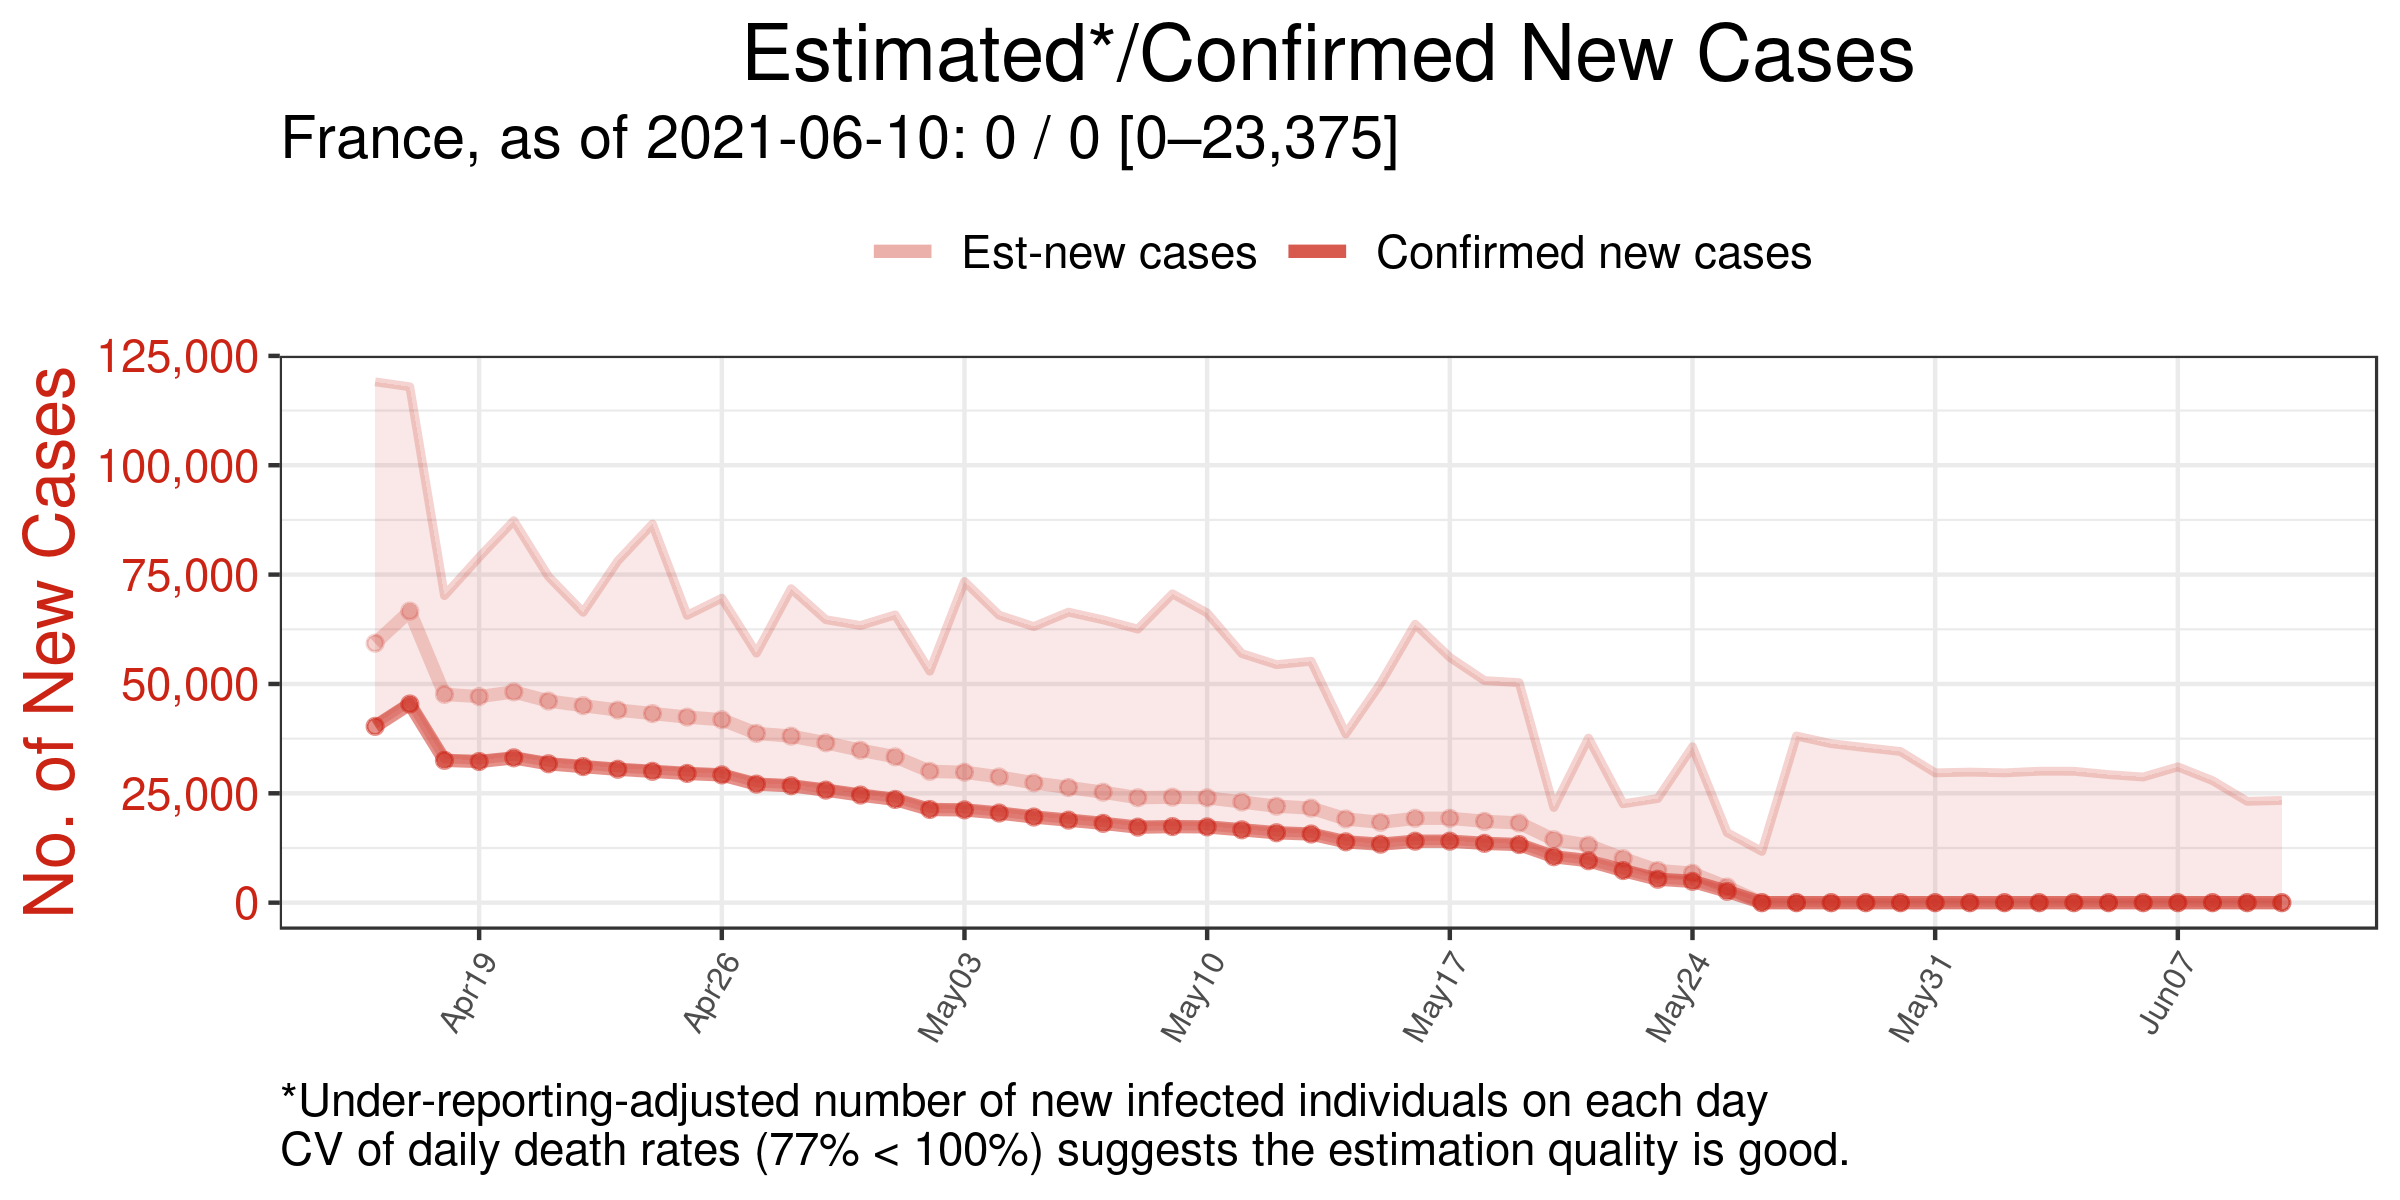 Estimated*/Confirmed New Cases
France, as of 2021-06-10: 0 / 0 [0–23,375]
Est-new cases
Confirmed new cases
No. of New Cases
125,000
100,000
75,000
50,000
25,000
0
Apr19
Apr26
May03
May10
May17
May24
May31
Jun07
*Under-reporting-adjusted number of new infected individuals on each day
CV of daily death rates (77% < 100%) suggests the estimation quality is good.